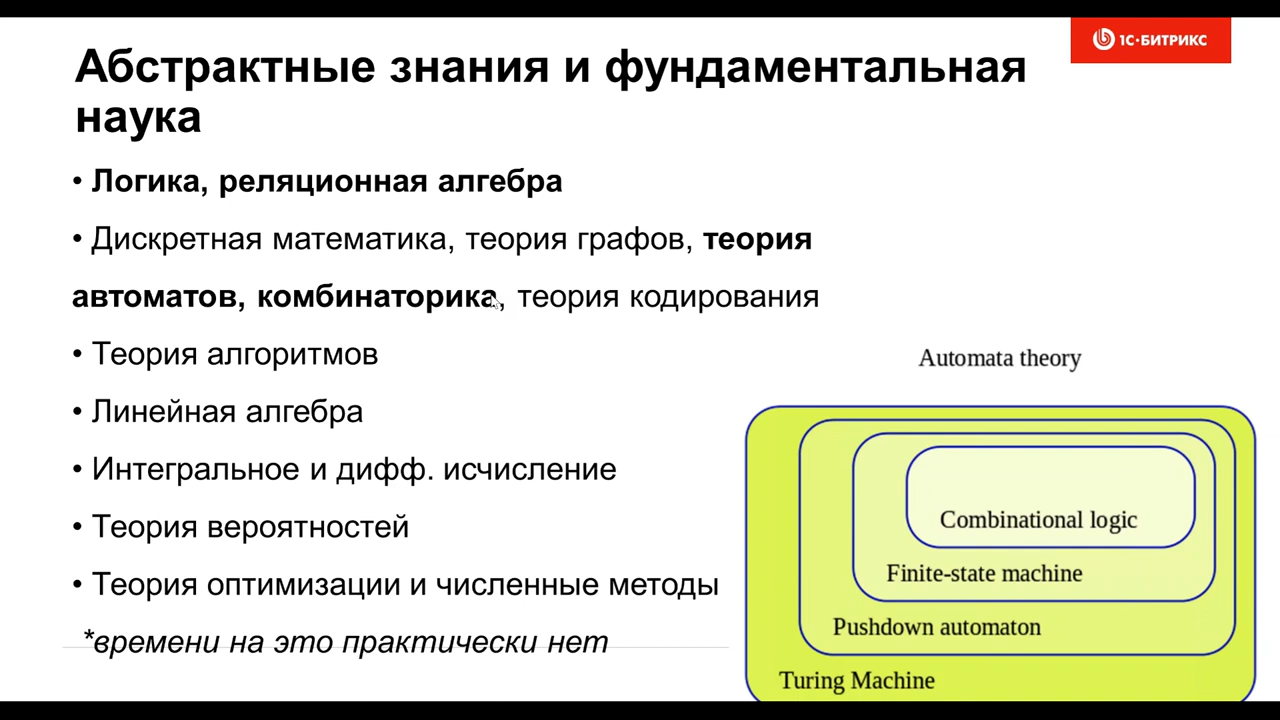 1С·БИТРИКС
Абстрактные знания и фундаментальная
наука
• Логика, реляционная алгебра
• Дискретная математика, теория графов, теория
автоматов, комбинаторика, теория кодирования
• Теория алгоритмов
• Линейная алгебра
• Интегральное и дифф. исчисление
• Теория вероятностей
• Теория оптимизации и численные методы
*времени на это практически нет
Automata theory
Combinational logic
Finite-state machine
Pushdown automaton
Turing Machine